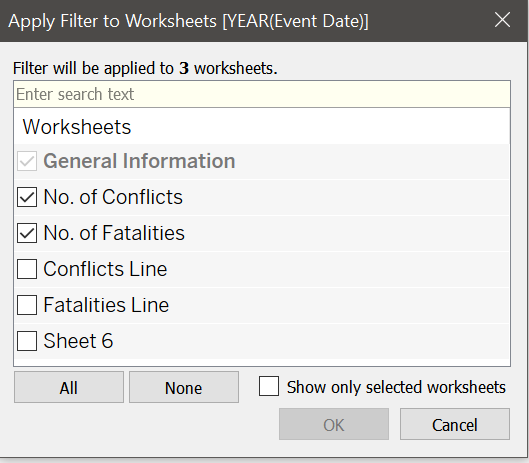 Apply Filter to Worksheets [YEAR(Event Date)]
Filter will be applied to 3 worksheets.
Enter search text
Worksheets
General Information
No. of Conflicts
No. of Fatalities
Conflicts Line
Fatalities Line
Sheet 6
All None Show only selected worksheets
OK Cancel